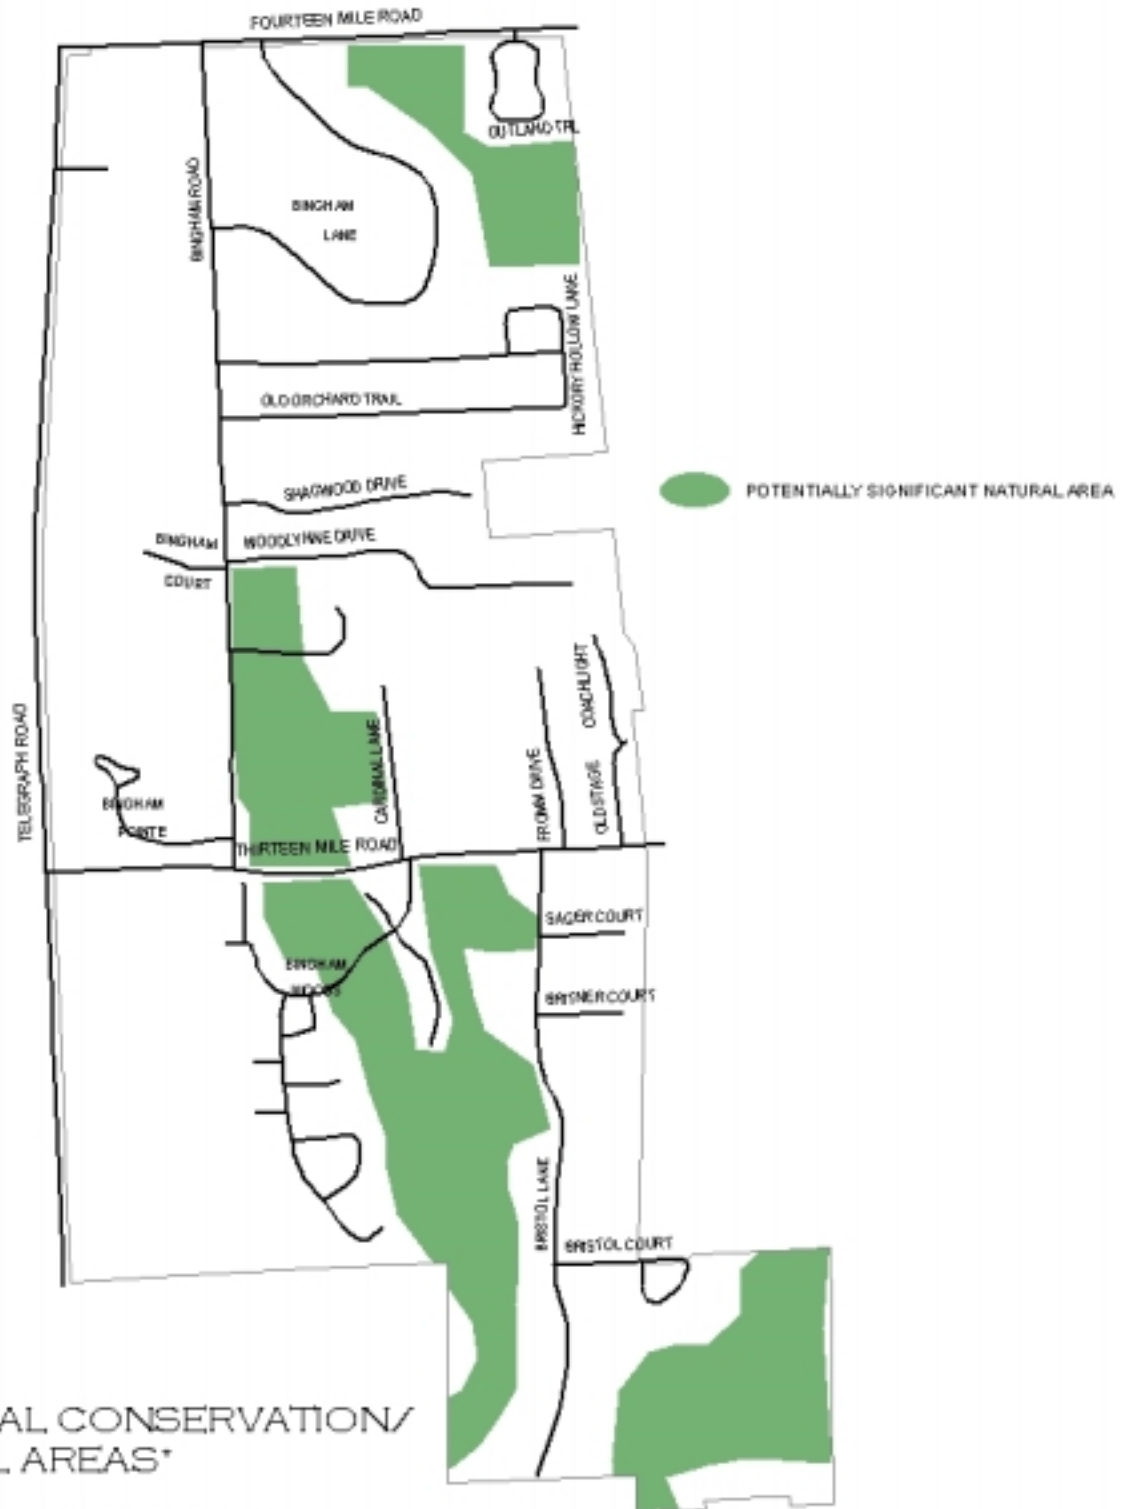 FOURTEEN MILE ROAD
OUTLAND TRL
BINGHAM ROAD
BINGHAM
LANE
HICKORY HOLLOW LANE
OLD ORCHARD TRAIL
SHAGWOOD DRIVE
POTENTIALLY SIGNIFICANT NATURAL AREA
BINGHAM
COURT
WOODLYNNE DRIVE
TELEGRAPH ROAD
CARDINAL LANE
FROMM DRIVE
COACHLIGHT
OLD STAGE
BINGHAM
POINTE
THIRTEEN MILE ROAD
SAGER COURT
BINGHAM
WOODS
BRISNER COURT
BRISTOL LANE
BRISTOL COURT
AL CONSERVATION/
L AREAS*